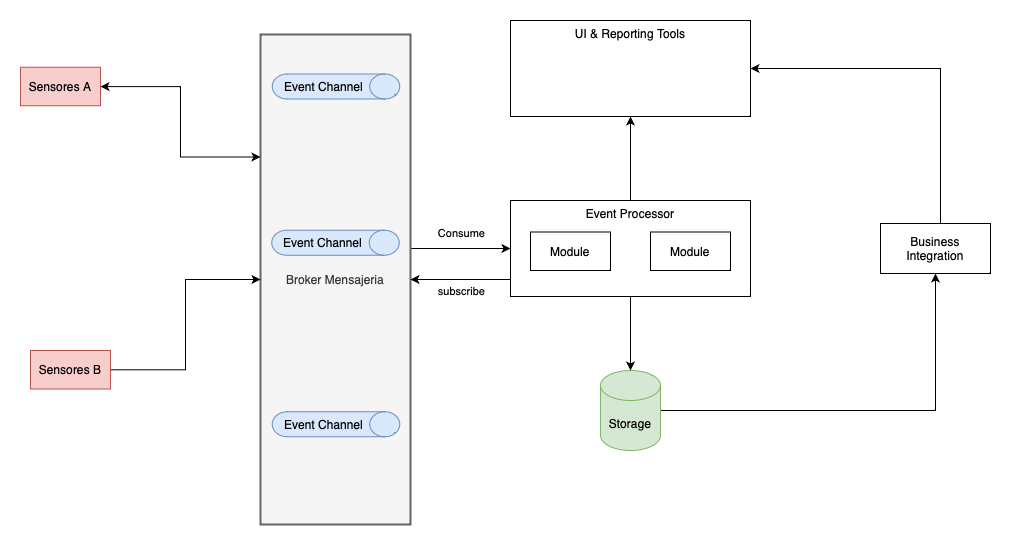 UI & Reporting Tools
Sensores A
Event Channel
Event Processor
Consume
Event Channel
Module
Module
Business
Integration
Broker Mensajeria
subscribe
Sensores B
Event Channel
Storage